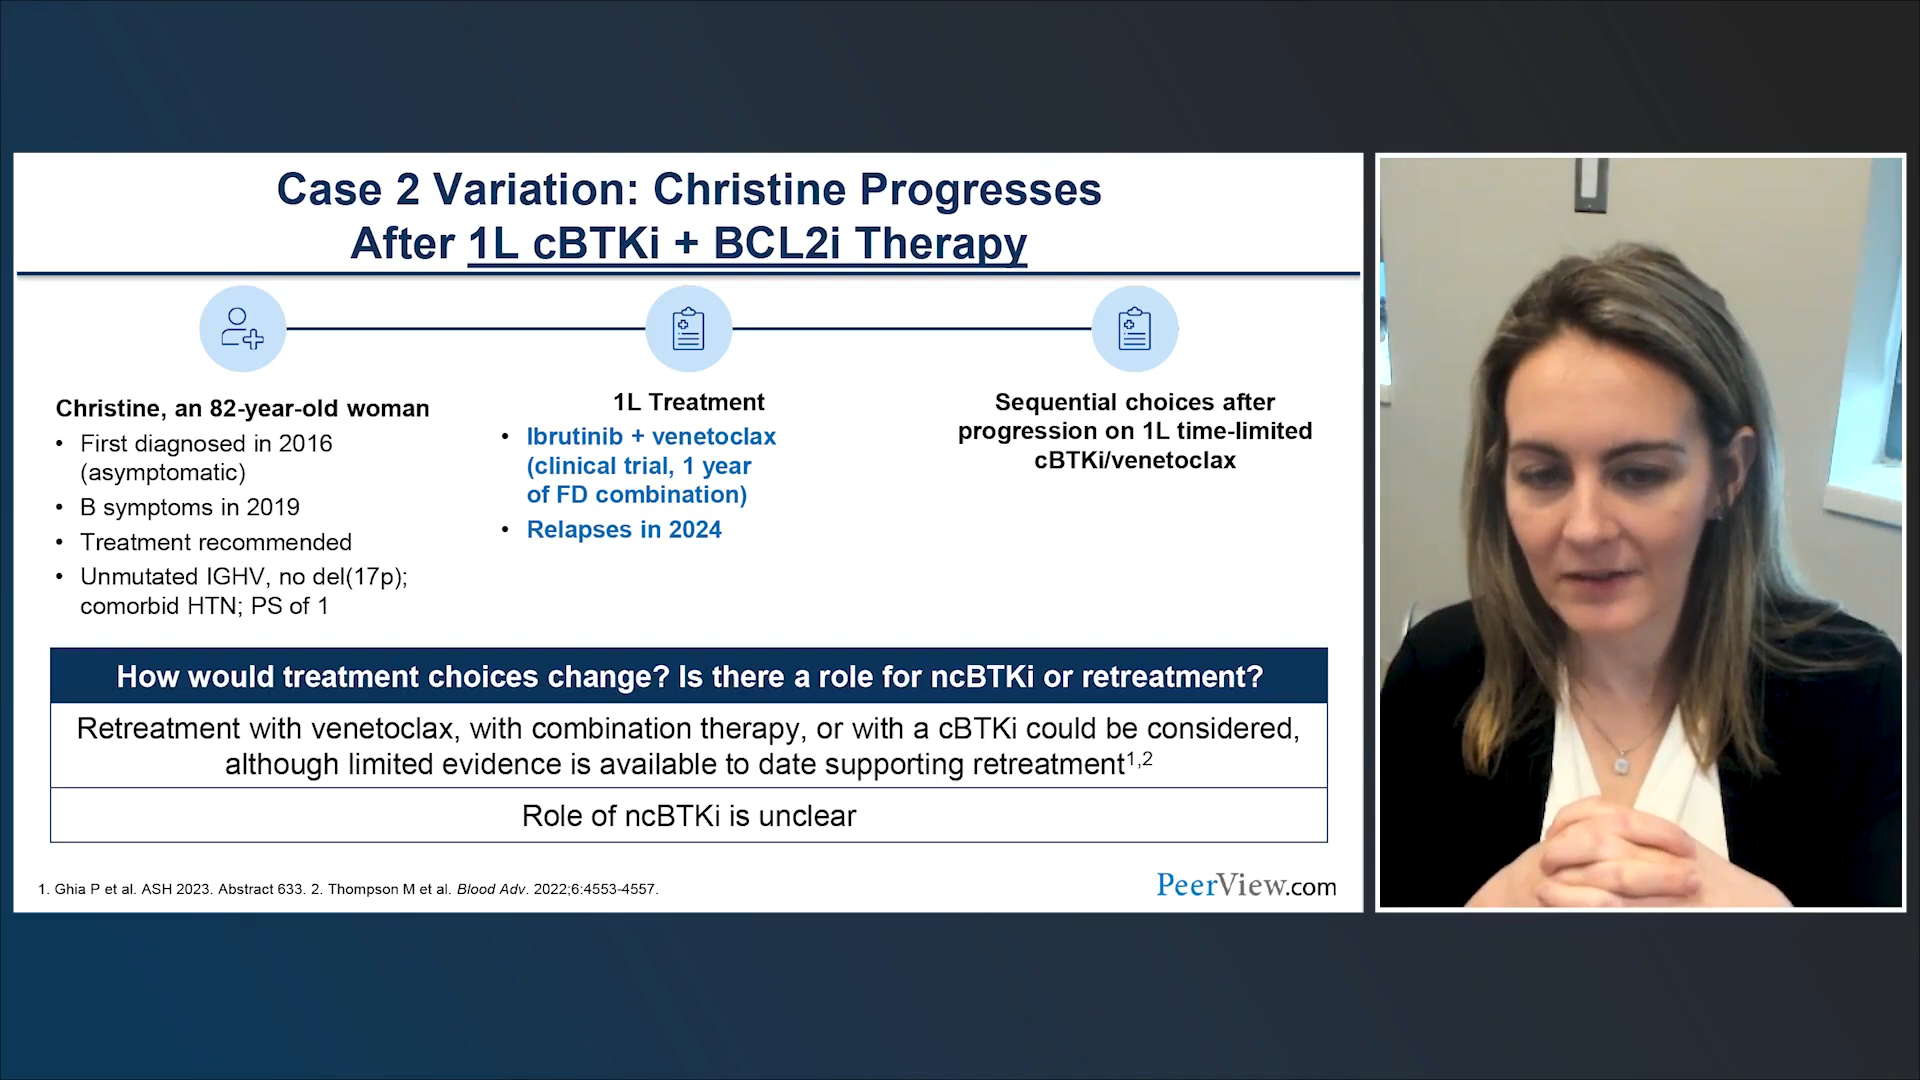 Case 2 Variation: Christine Progresses
After 1L cBTKi + BCL2i Therapy
Christine, an 82-year-old woman
• First diagnosed in 2016
(asymptomatic)
• B symptoms in 2019
• Treatment recommended
• Unmutated IGHV, no del(17p);
comorbid HTN; PS of 1
1L Treatment
• Ibrutinib + venetoclax
(clinical trial, 1 year
of FD combination)
• Relapses in 2024
Sequential choices after
progression on 1L time-limited
cBTKi/venetoclax
How would treatment choices change? Is there a role for ncBTKi or retreatment?
Retreatment with venetoclax, with combination therapy, or with a cBTKi could be considered,
although limited evidence is available to date supporting retreatment1,2
Role of ncBTKi is unclear
1. Ghia P et al. ASH 2023. Abstract 633. 2. Thompson M et al. Blood Adv. 2022;6:4553-4557.
PeerView.com